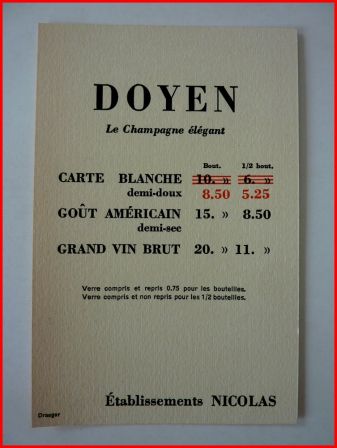 DOYEN
Le Champagne élégant
Bout. 1/2 bout.
CARTE BLANCHE 10. » 6. »
demi-doux 8.50 5.25
GOÛT AMÉRICAIN 15. » 8.50
demi-sec
GRAND VIN BRUT 20. » 11. »
Verre compris et repris 0.75 pour les bouteilles.
Verre compris et non repris pour les 1/2 bouteilles.
Établissements NICOLAS
Draeger